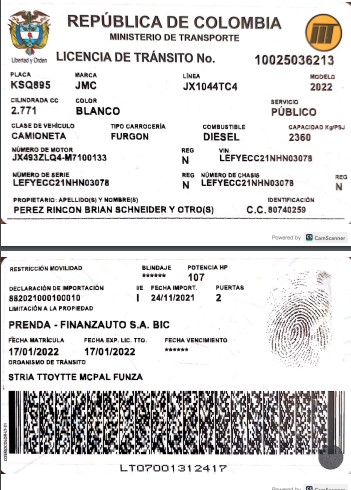 REPÚBLICA DE COLOMBIA
MINISTERIO DE TRANSPORTE
Libertad y Orden
LICENCIA DE TRÁNSITO No. 10025036213
PLACA MARCA LÍNEA MODELO
KSQ895 JMC JX1044TC4 2022
CILINDRADA CC COLOR SERVICIO
2.771 BLANCO PÚBLICO
CLASE DE VEHÍCULO TIPO CARROCERÍA COMBUSTIBLE CAPACIDAD Kg/PSJ
CAMIONETA FURGON DIESEL 2360
NÚMERO DE MOTOR REG VIN
JX493ZLQ4-M7100133 N LEFYECC21NHN03078
NÚMERO DE SERIE REG NÚMERO DE CHASIS REG
LEFYECC21NHN03078 N LEFYECC21NHN03078 N
PROPIETARIO: APELLIDO(S) Y NOMBRE(S) IDENTIFICACIÓN
PEREZ RINCON BRIAN SCHNEIDER Y OTRO(S) C.C. 80740259
Powered by CS CamScanner
RESTRICCIÓN MOVILIDAD BLINDAJE POTENCIA HP
****** 107
DECLARACIÓN DE IMPORTACIÓN I/E FECHA IMPORT. PUERTAS
882021000100010 I 24/11/2021 2
LIMITACIÓN A LA PROPIEDAD
PRENDA - FINANZAUTO S.A. BIC
FECHA MATRÍCULA FECHA EXP. LIC. TTO. FECHA VENCIMIENTO
17/01/2022 17/01/2022 ******
ORGANISMO DE TRÁNSITO
STRIA TTOYTTE MCPAL FUNZA
LT07001312417
Powered by CS CamScanner